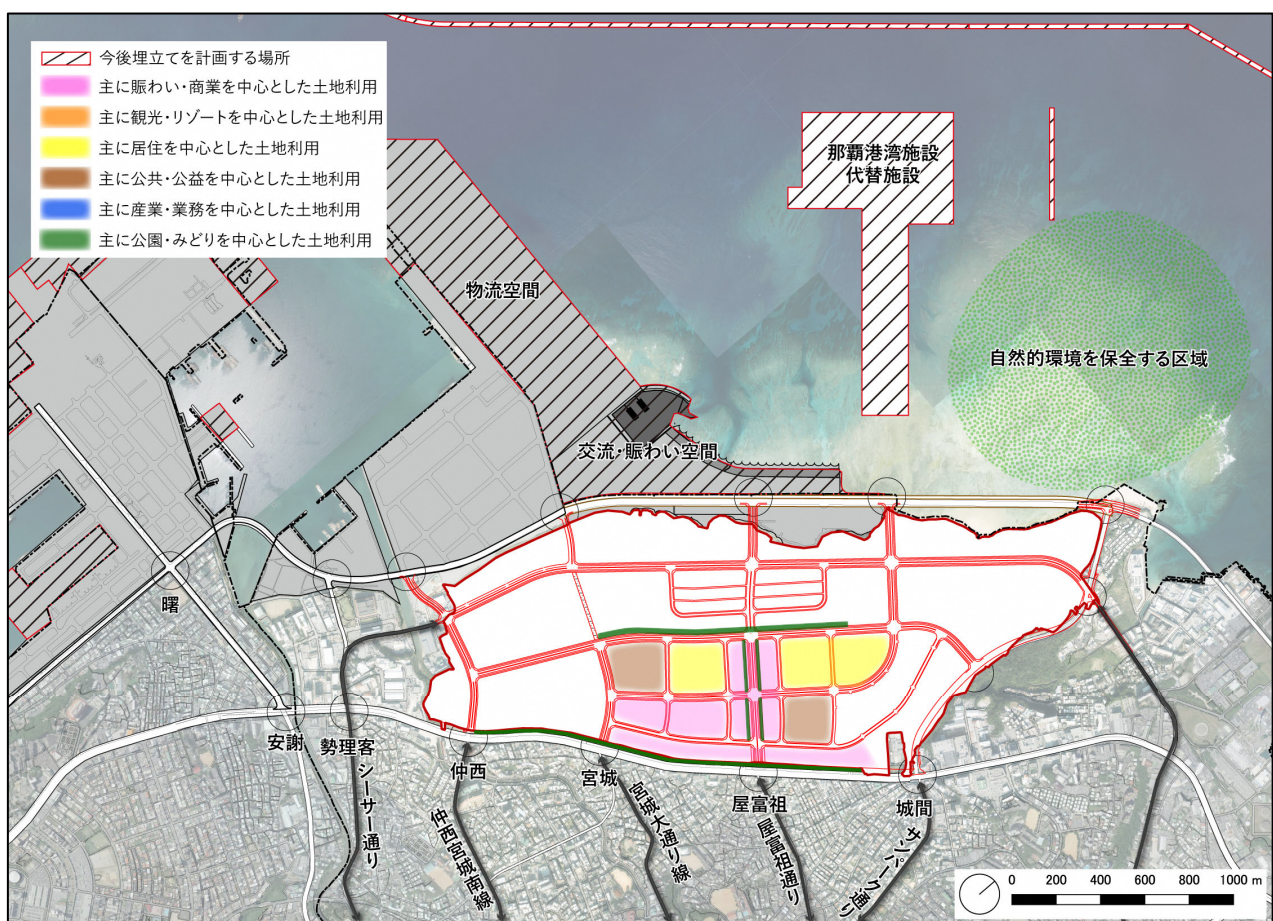 今後埋立てを計画する場所
主に賑わい・商業を中心とした土地利用
主に観光・リゾートを中心とした土地利用
主に居住を中心とした土地利用
主に公共・公益を中心とした土地利用
主に産業・業務を中心とした土地利用
主に公園・みどりを中心とした土地利用
那覇港湾施設
代替施設
物流空間
自然的環境を保全する区域
交流・賑わい空間
曙
安謝
勢理客
シーサー通り
仲西
仲西宮城南線
宮城
宮城大通り線
屋富祖
屋富祖通り
城間
サンパーク通り
0 200 400 600 800 1000 m